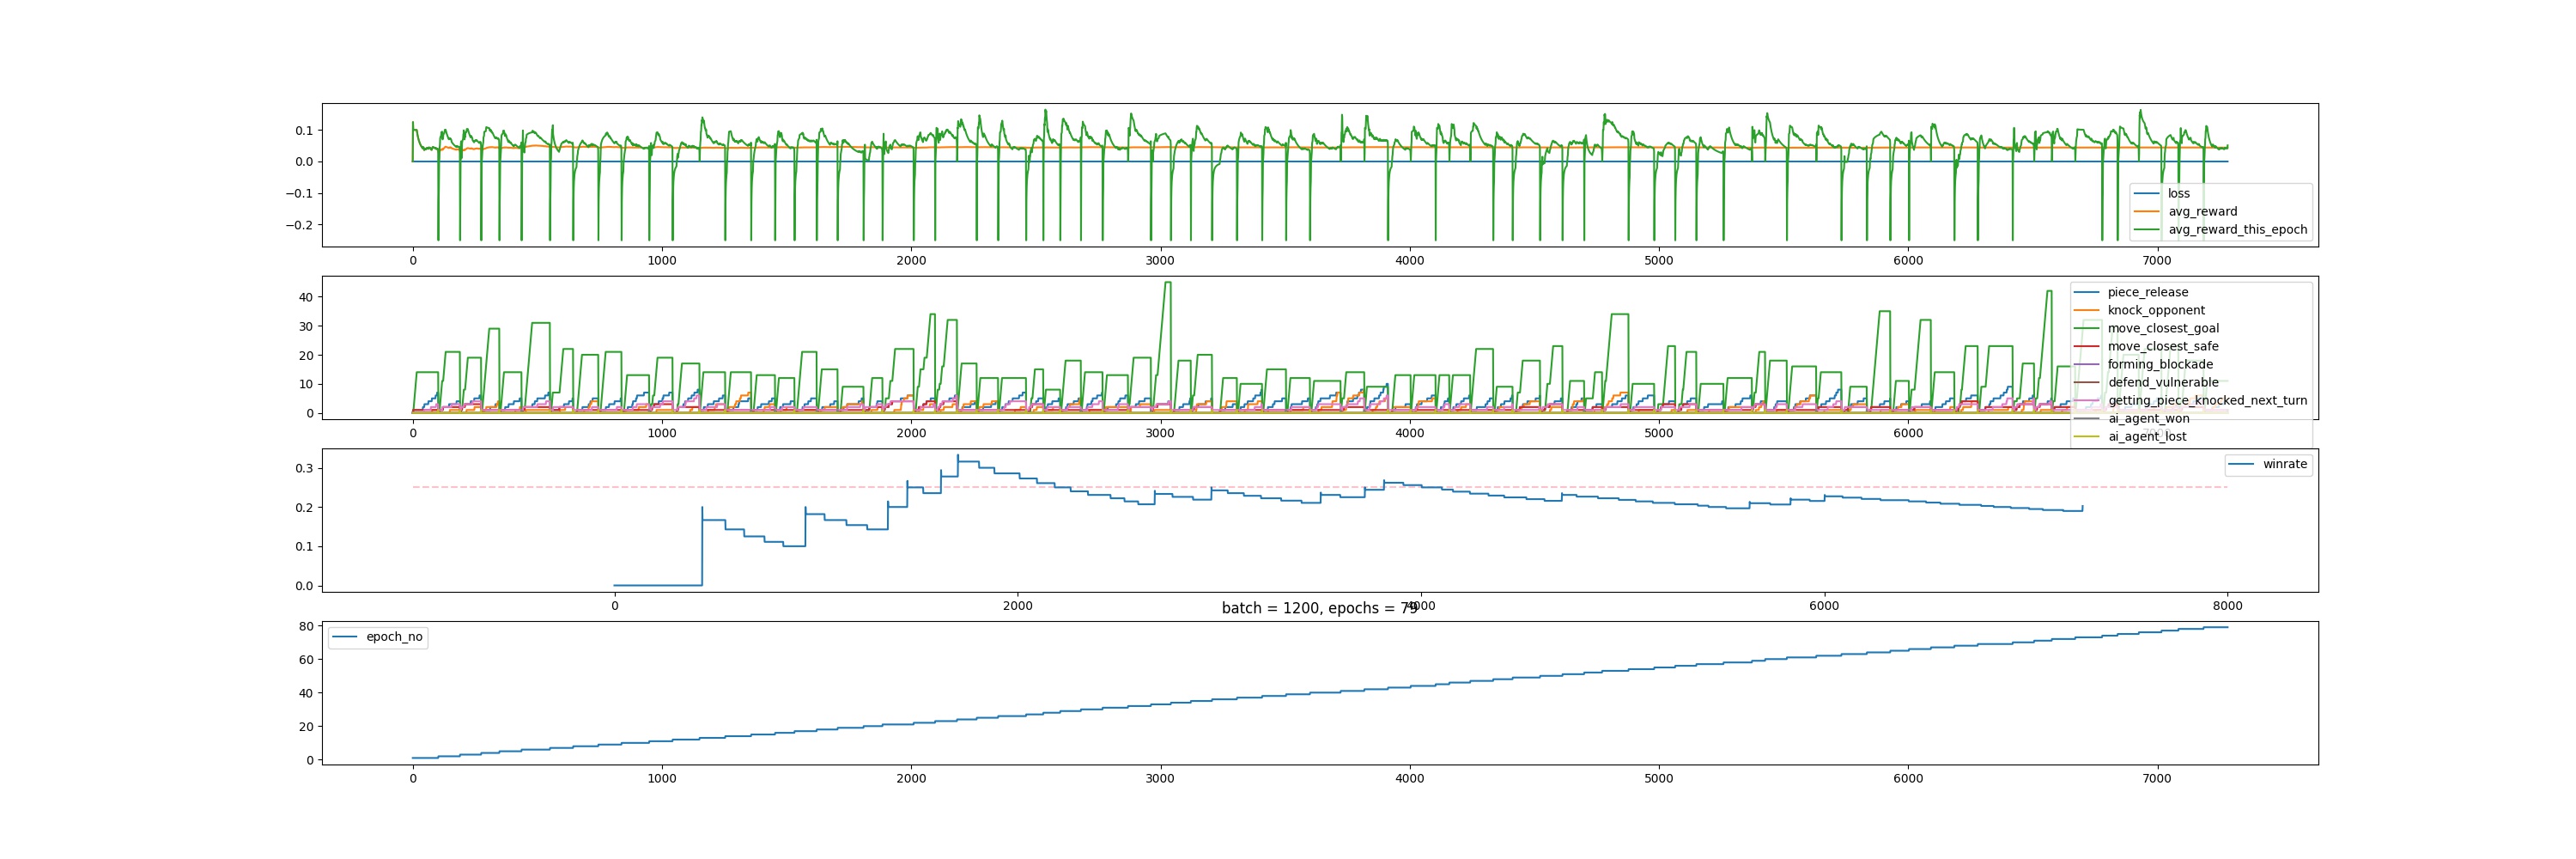 0.1
0.0
−0.1
−0.2
loss
avg_reward
avg_reward_this_epoch
0 1000 2000 3000 4000 5000 6000 7000
40
30
20
10
0
piece_release
knock_opponent
move_closest_goal
move_closest_safe
forming_blockade
defend_vulnerable
getting_piece_knocked_next_turn
ai_agent_won
ai_agent_lost
0 1000 2000 3000 4000 5000 6000 7000
0.3
0.2
0.1
0.0
winrate
0 2000 4000 6000 8000
batch = 1200, epochs = 79
80
60
40
20
0
epoch_no
0 1000 2000 3000 4000 5000 6000 7000